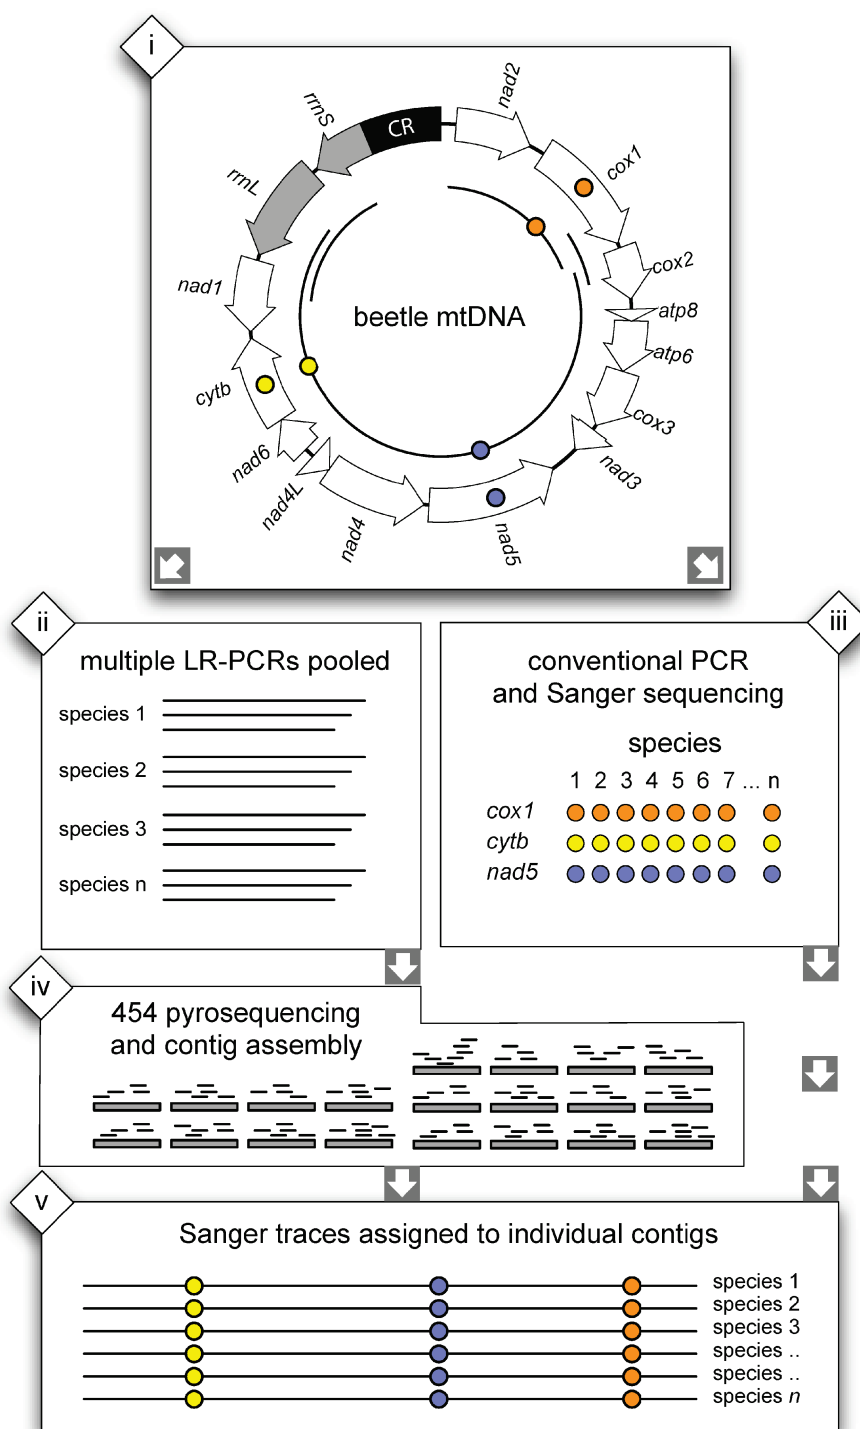 i
nad2
rrnS
CR
cox1
rrnL
cox2
nad1
atp8
beetle mtDNA
atp6
cytb
cox3
nad6
nad3
nad4L
nad4
nad5
ii
multiple LR-PCRs pooled
species 1
species 2
species 3
species n
iii
conventional PCR
and Sanger sequencing
species
1 2 3 4 5 6 7 ... n
cox1
cytb
nad5
iv
454 pyrosequencing
and contig assembly
v
Sanger traces assigned to individual contigs
species 1
species 2
species 3
species ..
species ..
species n